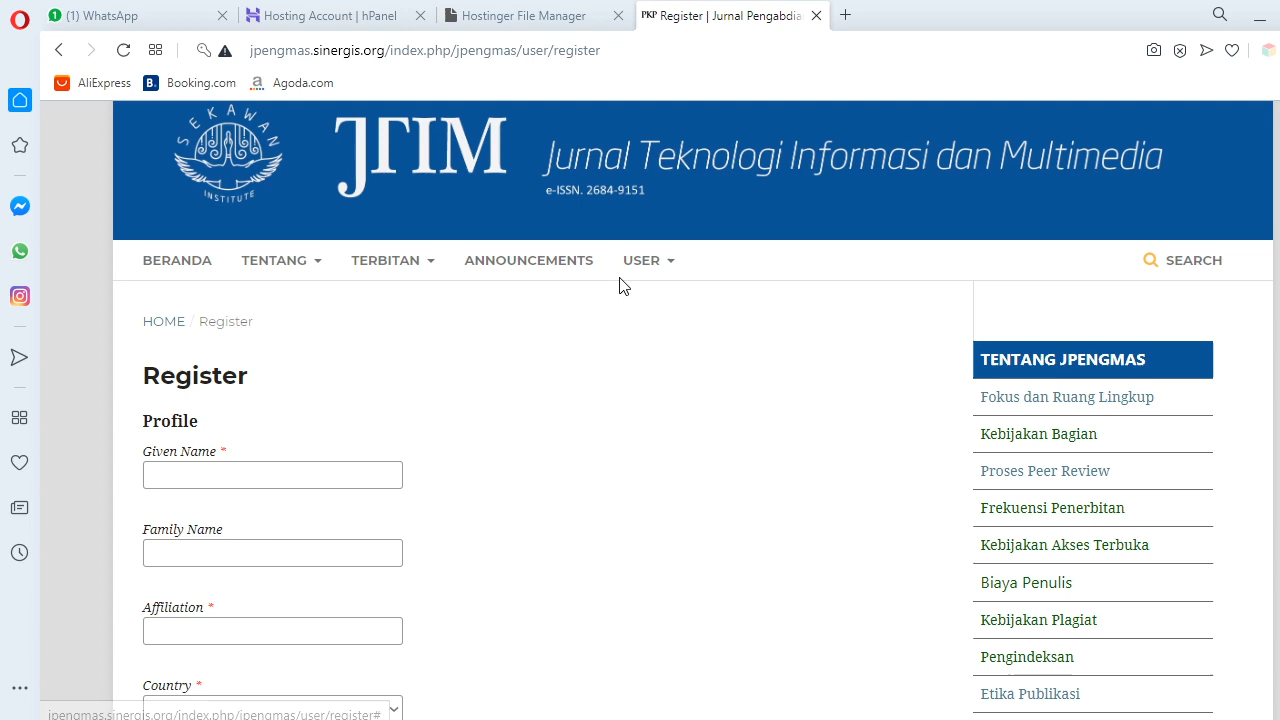 (1) WhatsApp
Hosting Account | hPanel
Hostinger File Manager
PKP Register | Jurnal Pengabdia
jpengmas.sinergis.org/index.php/jpengmas/user/register
AliExpress
B. Booking.com
a Agoda.com
SEKAWAN
INSTITUTE
JTIM
Jurnal Teknologi Informasi dan Multimedia
e-ISSN. 2684-9151
BERANDA
TENTANG
TERBITAN
ANNOUNCEMENTS
USER
SEARCH
HOME / Register
Register
Profile
Given Name *
Family Name
Affiliation *
Country *
TENTANG JPENGMAS
Fokus dan Ruang Lingkup
Kebijakan Bagian
Proses Peer Review
Frekuensi Penerbitan
Kebijakan Akses Terbuka
Biaya Penulis
Kebijakan Plagiat
Pengindeksan
Etika Publikasi
jpengmas.sinergis.org/index.php/jpengmas/user/register#